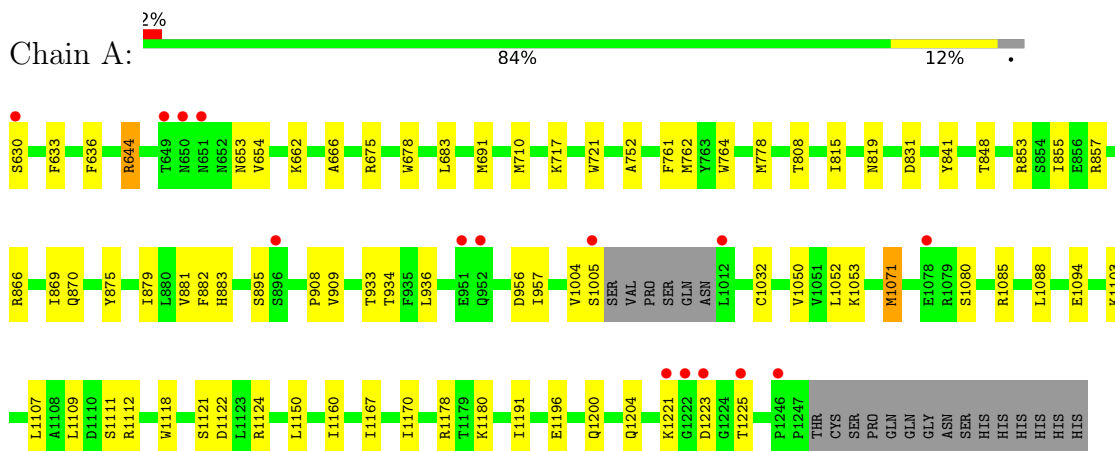 2%
Chain A:
84% 12% •
S630 F633 F636 R644 T649 N650 N651 N652 N653 V654 K662 A666 R675 W678 L683 M691 M710 K717 W721 A752 F761 M762 Y763 W764 M778 T808 I815 N819 D831 Y841 T848 R853 S854 I855 E856 R857
R866 I869 Q870 Y875 I879 L880 V881 F882 H883 S895 S896 P908 V909 T933 T934 F935 L936 E951 Q952 D956 I957 V1004 S1005 SER VAL PRO SER GLN ASN L1012 C1032 V1050 V1051 L1052 K1053 M1071 E1078 R1079 S1080 R1085 L1088 E1094 K1103
L1107 A1108 L1109 D1110 S1111 R1112 W1118 S1121 D1122 L1123 R1124 L1150 I1160 I1167 I1170 R1178 T1179 K1180 I1191 E1196 Q1200 Q1204 K1221 G1222 D1223 G1224 T1225 P1246 P1247 THR CYS SER PRO GLN GLN GLY ASN SER HIS HIS HIS HIS HIS HIS